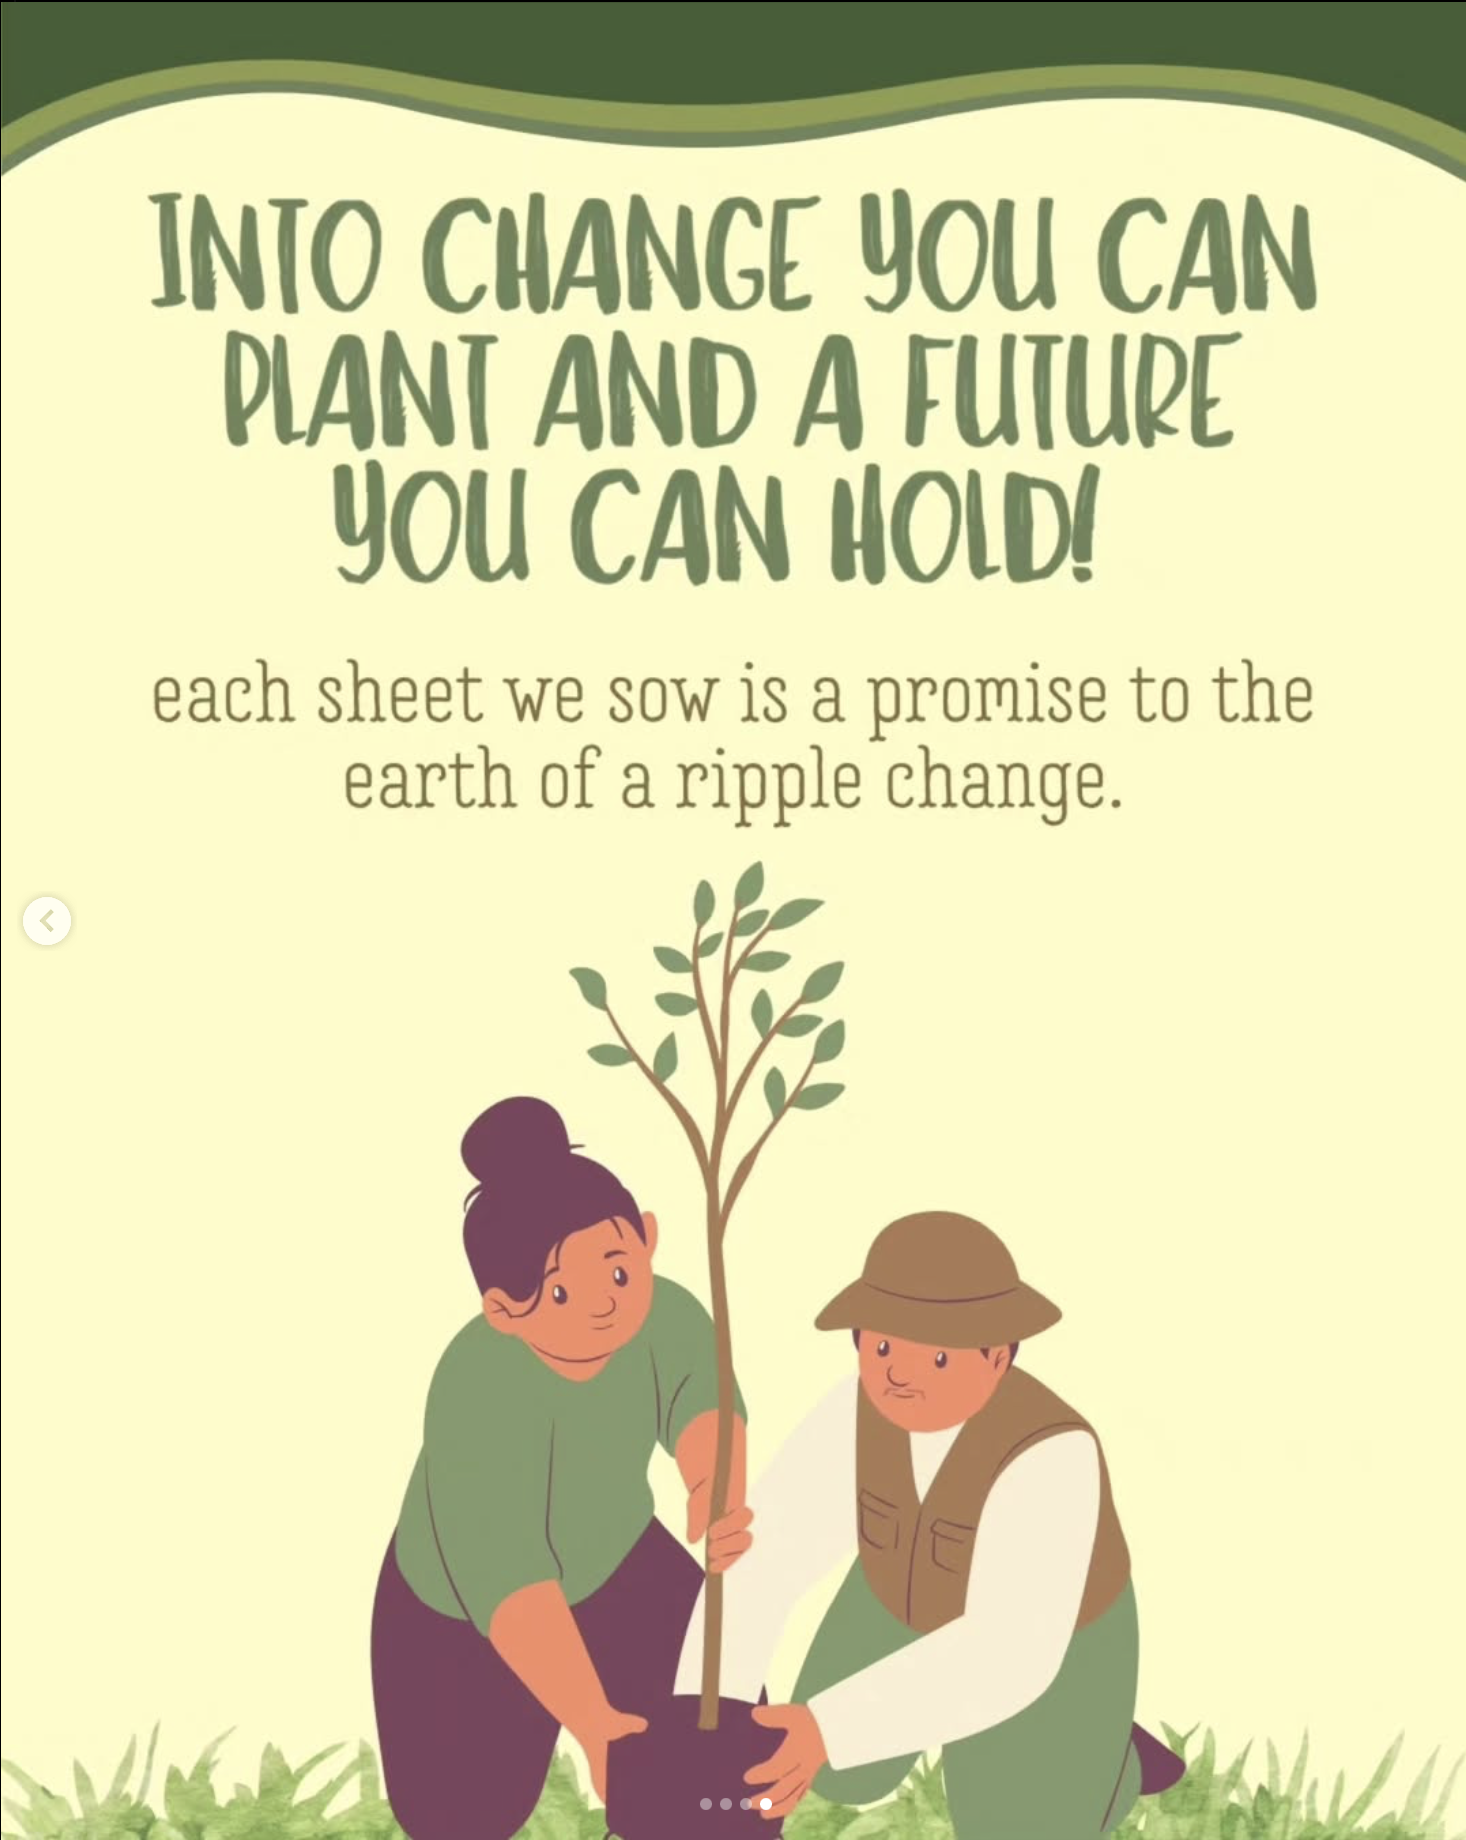 INTO CHANGE YOU CAN
PLANT AND A FUTURE
YOU CAN HOLD!
each sheet we sow is a promise to the
earth of a ripple change.